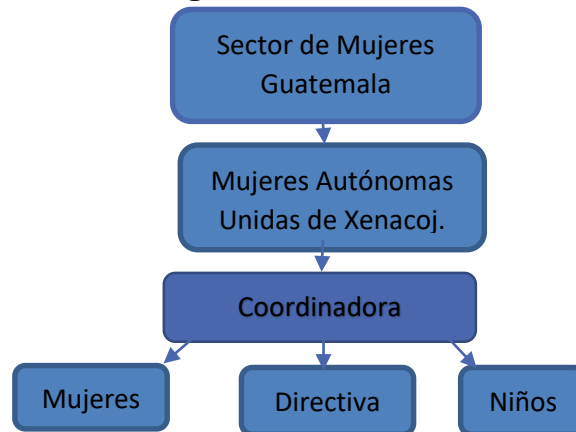 Sector de Mujeres
Guatemala
Mujeres Autónomas
Unidas de Xenacoj.
Coordinadora
Mujeres
Directiva
Niños